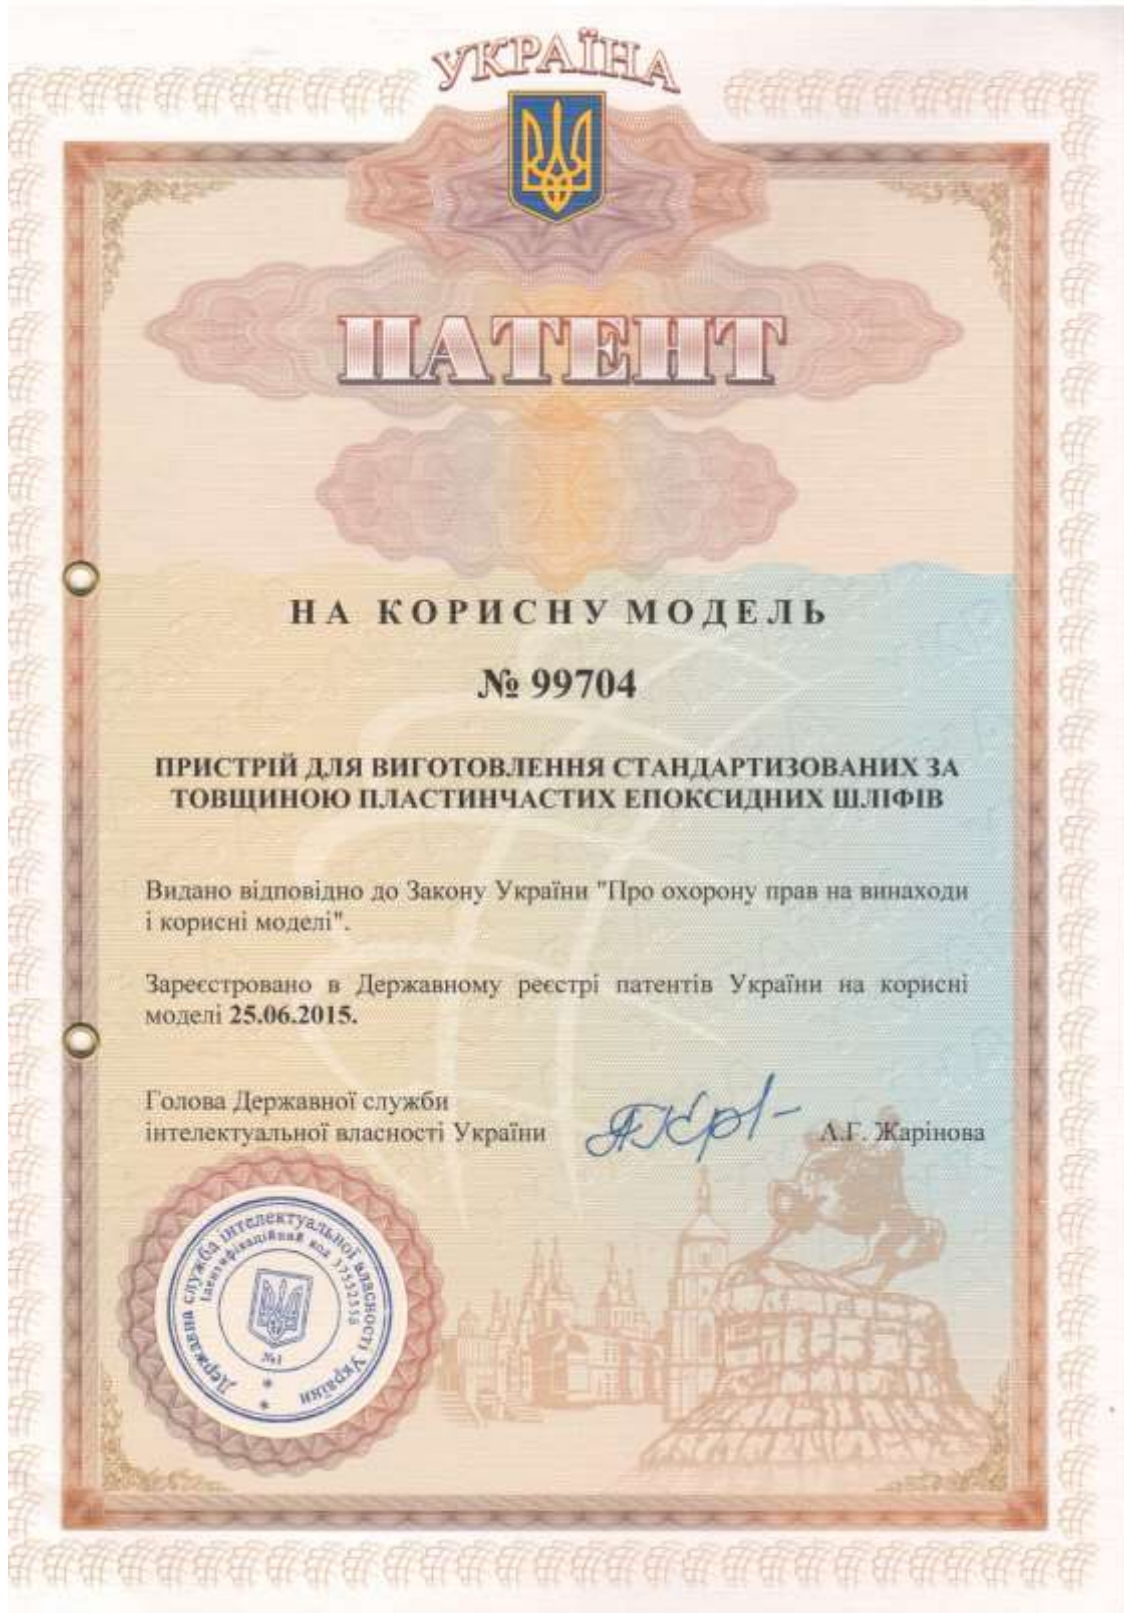 УКРАЇНА
ПАТЕНТ
НА КОРИСНУ МОДЕЛЬ
№ 99704
ПРИСТРІЙ ДЛЯ ВИГОТОВЛЕННЯ СТАНДАРТИЗОВАНИХ ЗА
ТОВЩИНОЮ ПЛАСТИНЧАСТИХ ЕПОКСИДНИХ ШЛІФІВ
Видано відповідно до Закону України "Про охорону прав на винаходи
і корисні моделі".
Зареєстровано в Державному реєстрі патентів України на корисні
моделі 25.06.2015.
Голова Державної служби
інтелектуальної власності України
А.Г. Жарінова
Державна служба інтелектуальної власності України
Ідентифікаційний код
№1